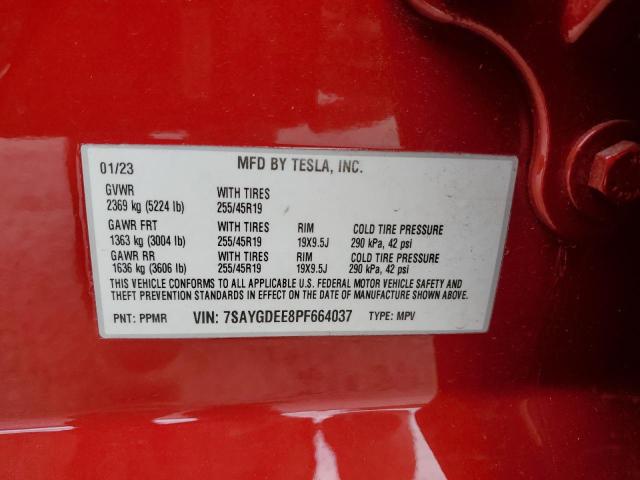 01/23 MFD BY TESLA, INC.
GVWR WITH TIRES
2369 kg (5224 lb) 255/45R19
GAWR FRT WITH TIRES RIM COLD TIRE PRESSURE
1363 kg (3004 lb) 255/45R19 19X9.5J 290 kPa, 42 psi
GAWR RR WITH TIRES RIM COLD TIRE PRESSURE
1636 kg (3606 lb) 255/45R19 19X9.5J 290 kPa, 42 psi
THIS VEHICLE CONFORMS TO ALL APPLICABLE U.S. FEDERAL MOTOR VEHICLE SAFETY AND
THEFT PREVENTION STANDARDS IN EFFECT ON THE DATE OF MANUFACTURE SHOWN ABOVE.
PNT: PPMR VIN: 7SAYGDEE8PF664037 TYPE: MPV